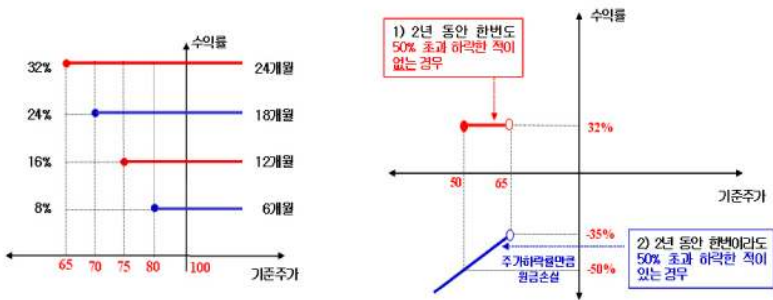 수익률
32% 24개월
24% 18개월
16% 12개월
8% 6개월
65 70 75 80 100
기준주가
수익률
1) 2년 동안 한번도
50% 초과 하락한 적이
없는 경우
32%
50 65
기준주가
-35%
-50%
주가하락률만큼
원금손실
2) 2년 동안 한번이라도
50% 초과 하락한 적이
있는 경우